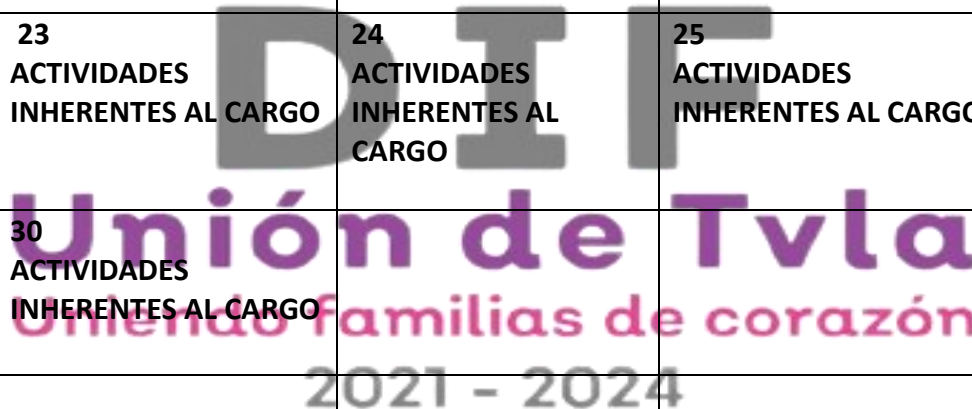 DIF
23
ACTIVIDADES
INHERENTES AL CARGO
24
ACTIVIDADES
INHERENTES AL
CARGO
25
ACTIVIDADES
INHERENTES AL CARGO
Unión de Tvla
30
ACTIVIDADES
INHERENTES AL CARGO
Uniendo familias de corazón
2021 - 2024